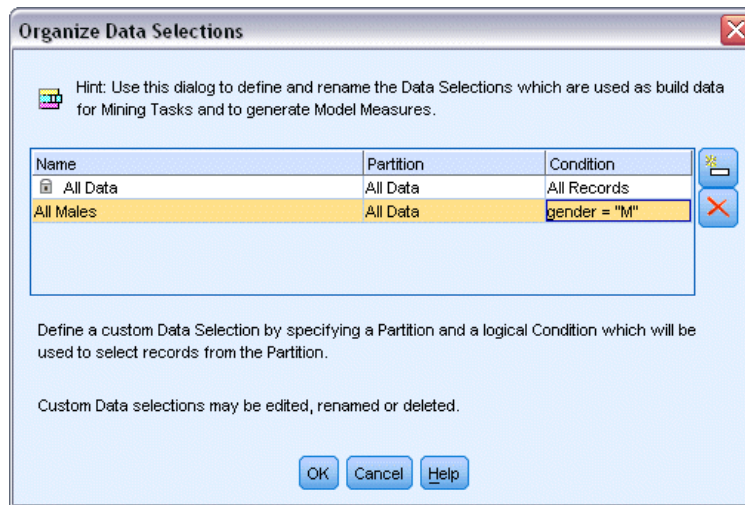 Organize Data Selections
Hint: Use this dialog to define and rename the Data Selections which are used as build data
for Mining Tasks and to generate Model Measures.
Name Partition Condition
All Data All Data All Records
All Males All Data gender = "M"
Define a custom Data Selection by specifying a Partition and a logical Condition which will be
used to select records from the Partition.
Custom Data selections may be edited, renamed or deleted.
OK Cancel Help